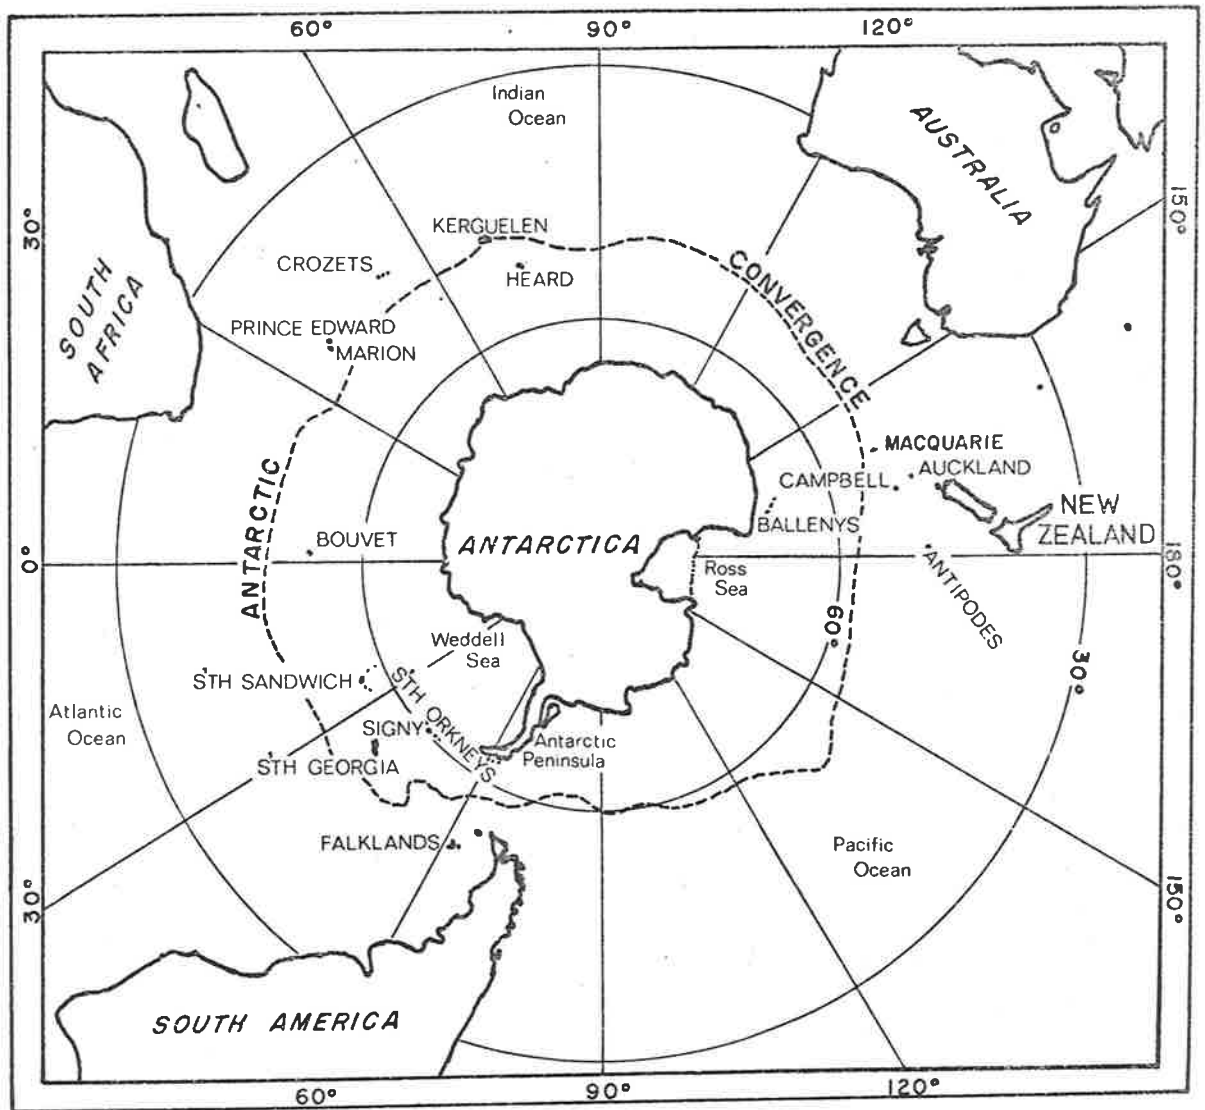 60°
90°
120°
Indian
Ocean
AUSTRALIA
150°
30°
KERGUELEN
CROZETS
HEARD
CONVERGENCE
SOUTH
AFRICA
PRINCE EDWARD
MARION
MACQUARIE
AUCKLAND
CAMPBELL
NEW
ZEALAND
BALLENYS
ANTARCTIC
BOUVET
ANTARCTICA
0°
Ross
Sea
180°
ANTIPODES
60°
30°
Weddell
Sea
STH SANDWICH
STH ORKNEYS
Atlantic
Ocean
SIGNY
Antarctic
Peninsula
STH GEORGIA
FALKLANDS
Pacific
Ocean
30°
150°
SOUTH AMERICA
60°
90°
120°